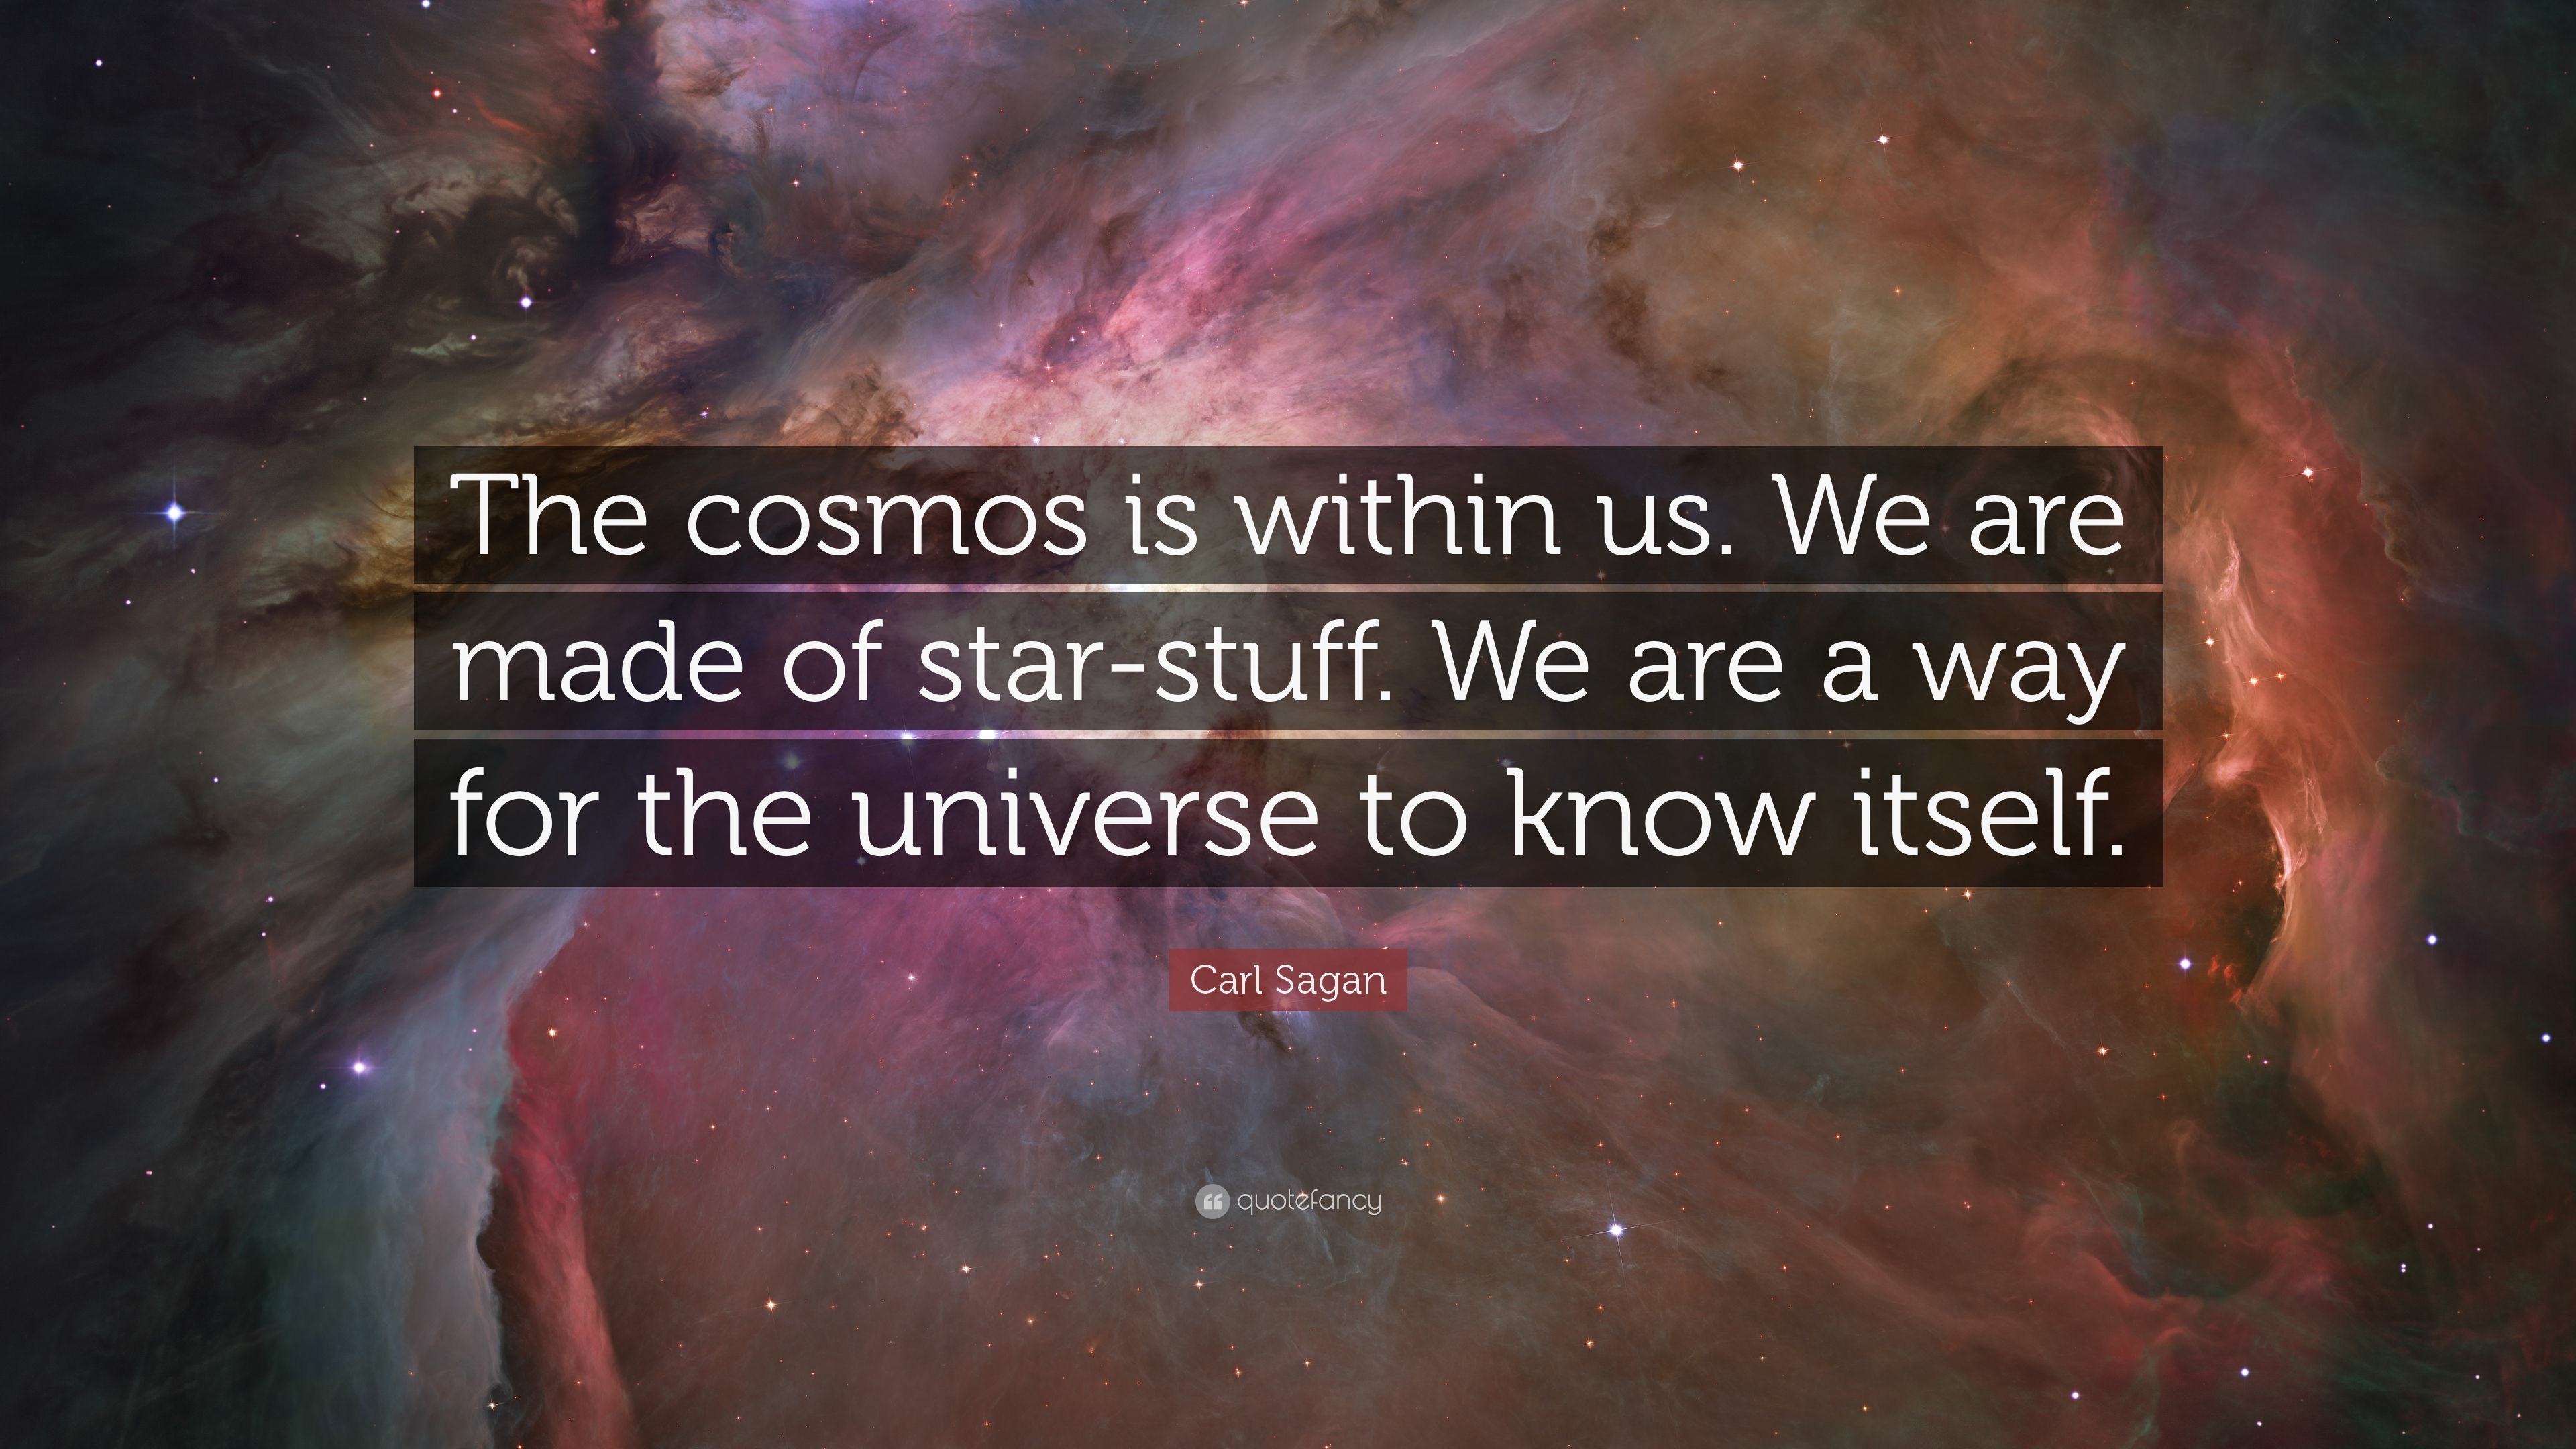 The cosmos is within us. We are
made of star-stuff. We are a way
for the universe to know itself.
Carl Sagan
quotefancy